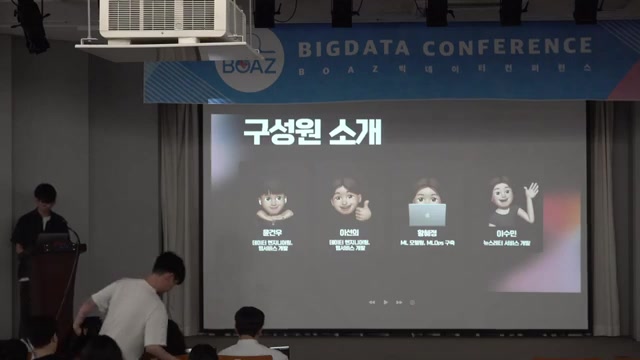 BOAZ
BIGDATA CONFERENCE
BOAZ 빅데이터 컨퍼런스
구성원 소개
윤건우
데이터 엔지니어링,
웹서비스 개발
이선의
데이터 엔지니어링,
웹서비스 개발
황혜정
ML 모델링, MLOps 구축
이수민
뉴스레터 서비스 개발